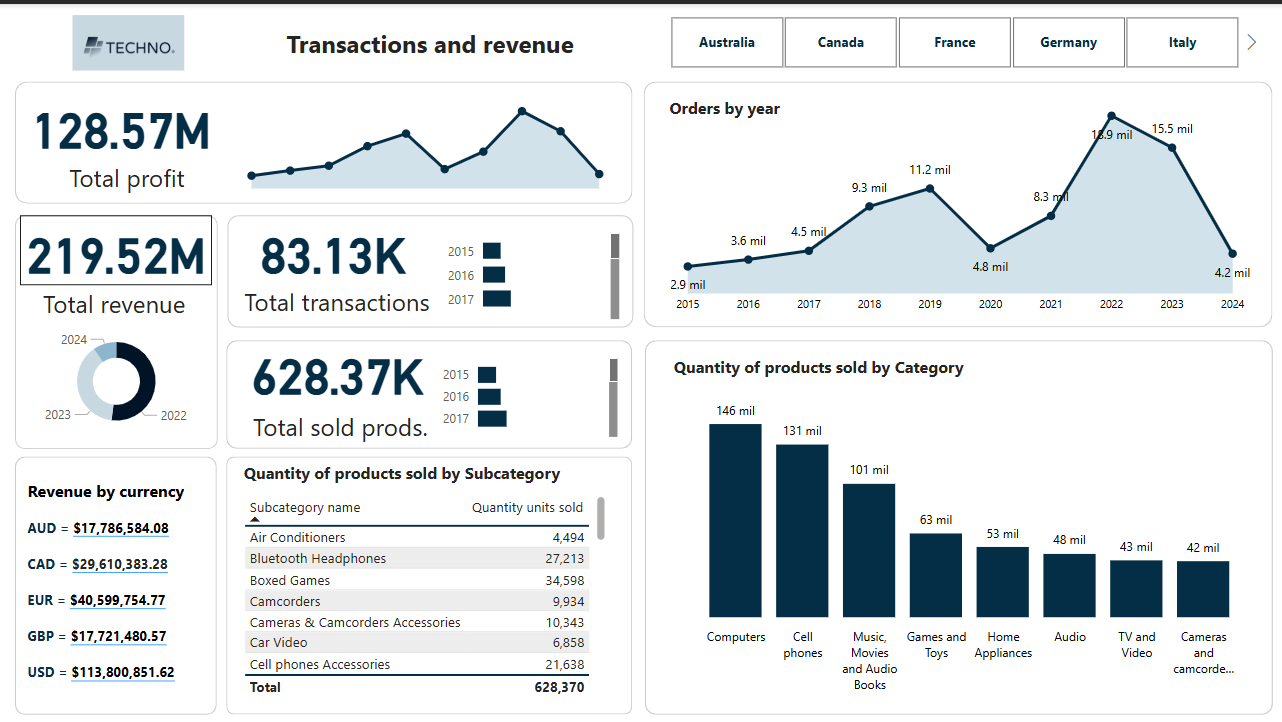 TECHNO.
Transactions and revenue
Australia
Canada
France
Germany
Italy
128.57M
Total profit
Orders by year
2.9 mil
3.6 mil
4.5 mil
9.3 mil
11.2 mil
4.8 mil
8.3 mil
18.9 mil
15.5 mil
4.2 mil
2015
2016
2017
2018
2019
2020
2021
2022
2023
2024
219.52M
Total revenue
2024
2023
2022
83.13K
Total transactions
2015
2016
2017
628.37K
Total sold prods.
2015
2016
2017
Quantity of products sold by Category
146 mil
131 mil
101 mil
63 mil
53 mil
48 mil
43 mil
42 mil
Computers
Cell
phones
Music,
Movies
and Audio
Books
Games and
Toys
Home
Appliances
Audio
TV and
Video
Cameras
and
camcorde...
Revenue by currency
AUD = $17,786,584.08
CAD = $29,610,383.28
EUR = $40,599,754.77
GBP = $17,721,480.57
USD = $113,800,851.62
Quantity of products sold by Subcategory
Subcategory name Quantity units sold
Air Conditioners 4,494
Bluetooth Headphones 27,213
Boxed Games 34,598
Camcorders 9,934
Cameras & Camcorders Accessories 10,343
Car Video 6,858
Cell phones Accessories 21,638
Total 628,370